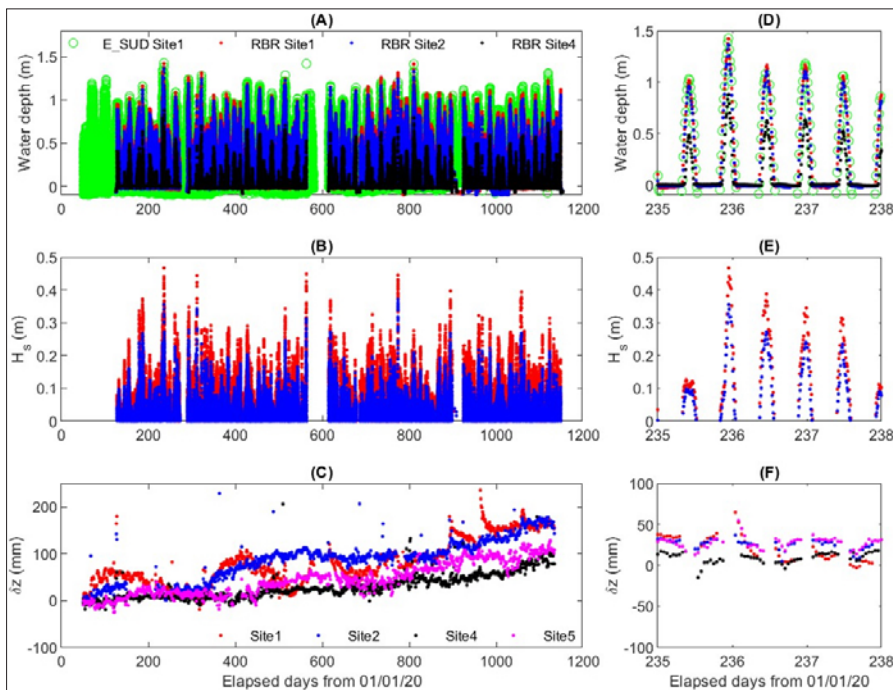 (A)
Water depth (m)
1.5
1
0.5
0
E_SUD Site1 RBR Site1 RBR Site2 RBR Site4
0 200 400 600 800 1000 1200
(D)
Water depth (m)
1.5
1
0.5
0
235 236 237 238
(B)
H_s (m)
0.5
0.4
0.3
0.2
0.1
0
0 200 400 600 800 1000 1200
(E)
H_s (m)
0.5
0.4
0.3
0.2
0.1
0
235 236 237 238
(C)
δz (mm)
200
100
0
-100
Site1 Site2 Site4 Site5
0 200 400 600 800 1000 1200
Elapsed days from 01/01/20
(F)
δz (mm)
100
50
0
-50
-100
235 236 237 238
Elapsed days from 01/01/20